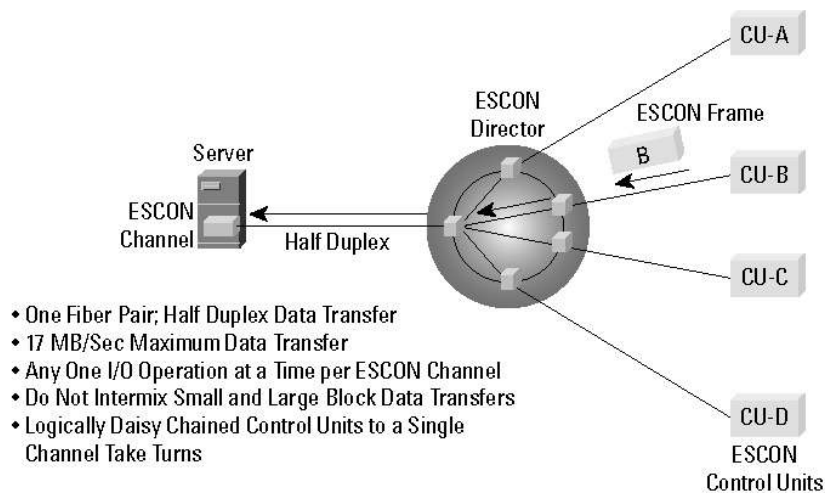 CU-A
ESCON
Director
ESCON Frame
B
Server
CU-B
ESCON
Channel
Half Duplex
CU-C
• One Fiber Pair; Half Duplex Data Transfer
• 17 MB/Sec Maximum Data Transfer
• Any One I/O Operation at a Time per ESCON Channel
• Do Not Intermix Small and Large Block Data Transfers
• Logically Daisy Chained Control Units to a Single
Channel Take Turns
CU-D
ESCON
Control Units